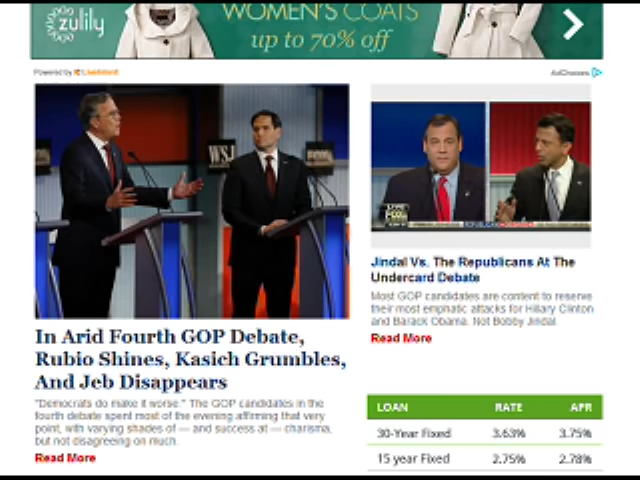 zulily
WOMEN'S COATS
up to 70% off
Powered by
AdChoices
WSJ
In Arid Fourth GOP Debate,
Rubio Shines, Kasich Grumbles,
And Jeb Disappears
"Democrats do make it worse." The GOP candidates in the
fourth debate spent most of the evening affirming that very
point, with varying shades of — and success at — charisma,
but not disagreeing on much.
Read More
LIVE
Jindal Vs. The Republicans At The
Undercard Debate
Most GOP candidates are content to reserve
their most emphatic attacks for Hillary Clinton
and Barack Obama. Not Bobby Jindal.
Read More
LOAN RATE APR
30-Year Fixed 3.63% 3.75%
15 year Fixed 2.75% 2.78%